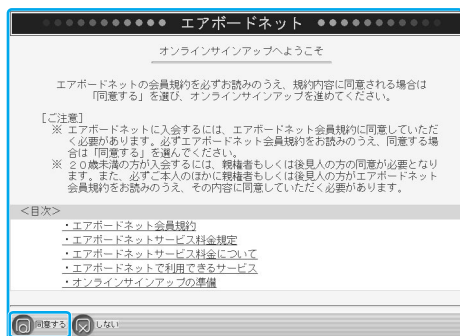 エアボードネット
オンラインサインアップへようこそ
エアボードネットの会員規約を必ずお読みのうえ、規約内容に同意される場合は
「同意する」を選び、オンラインサインアップを進めてください。
[ご注意]
※ エアボードネットに入会するには、エアボードネット会員規約に同意していただ
く必要があります。必ずエアボードネット会員規約をお読みのうえ、同意する場
合は「同意する」を選んでください。
※ 20歳未満の方が入会するには、親権者もしくは後見人の方の同意が必要となり
ます。また、必ずご本人のほかに親権者もしくは後見人の方がエアボードネット
会員規約をお読みのうえ、その内容に同意していただく必要があります。
<目次>
・エアボードネット会員規約
・エアボードネットサービス料金規定
・エアボードネットサービス料金について
・エアボードネットで利用できるサービス
・オンラインサインアップの準備
同意する しない